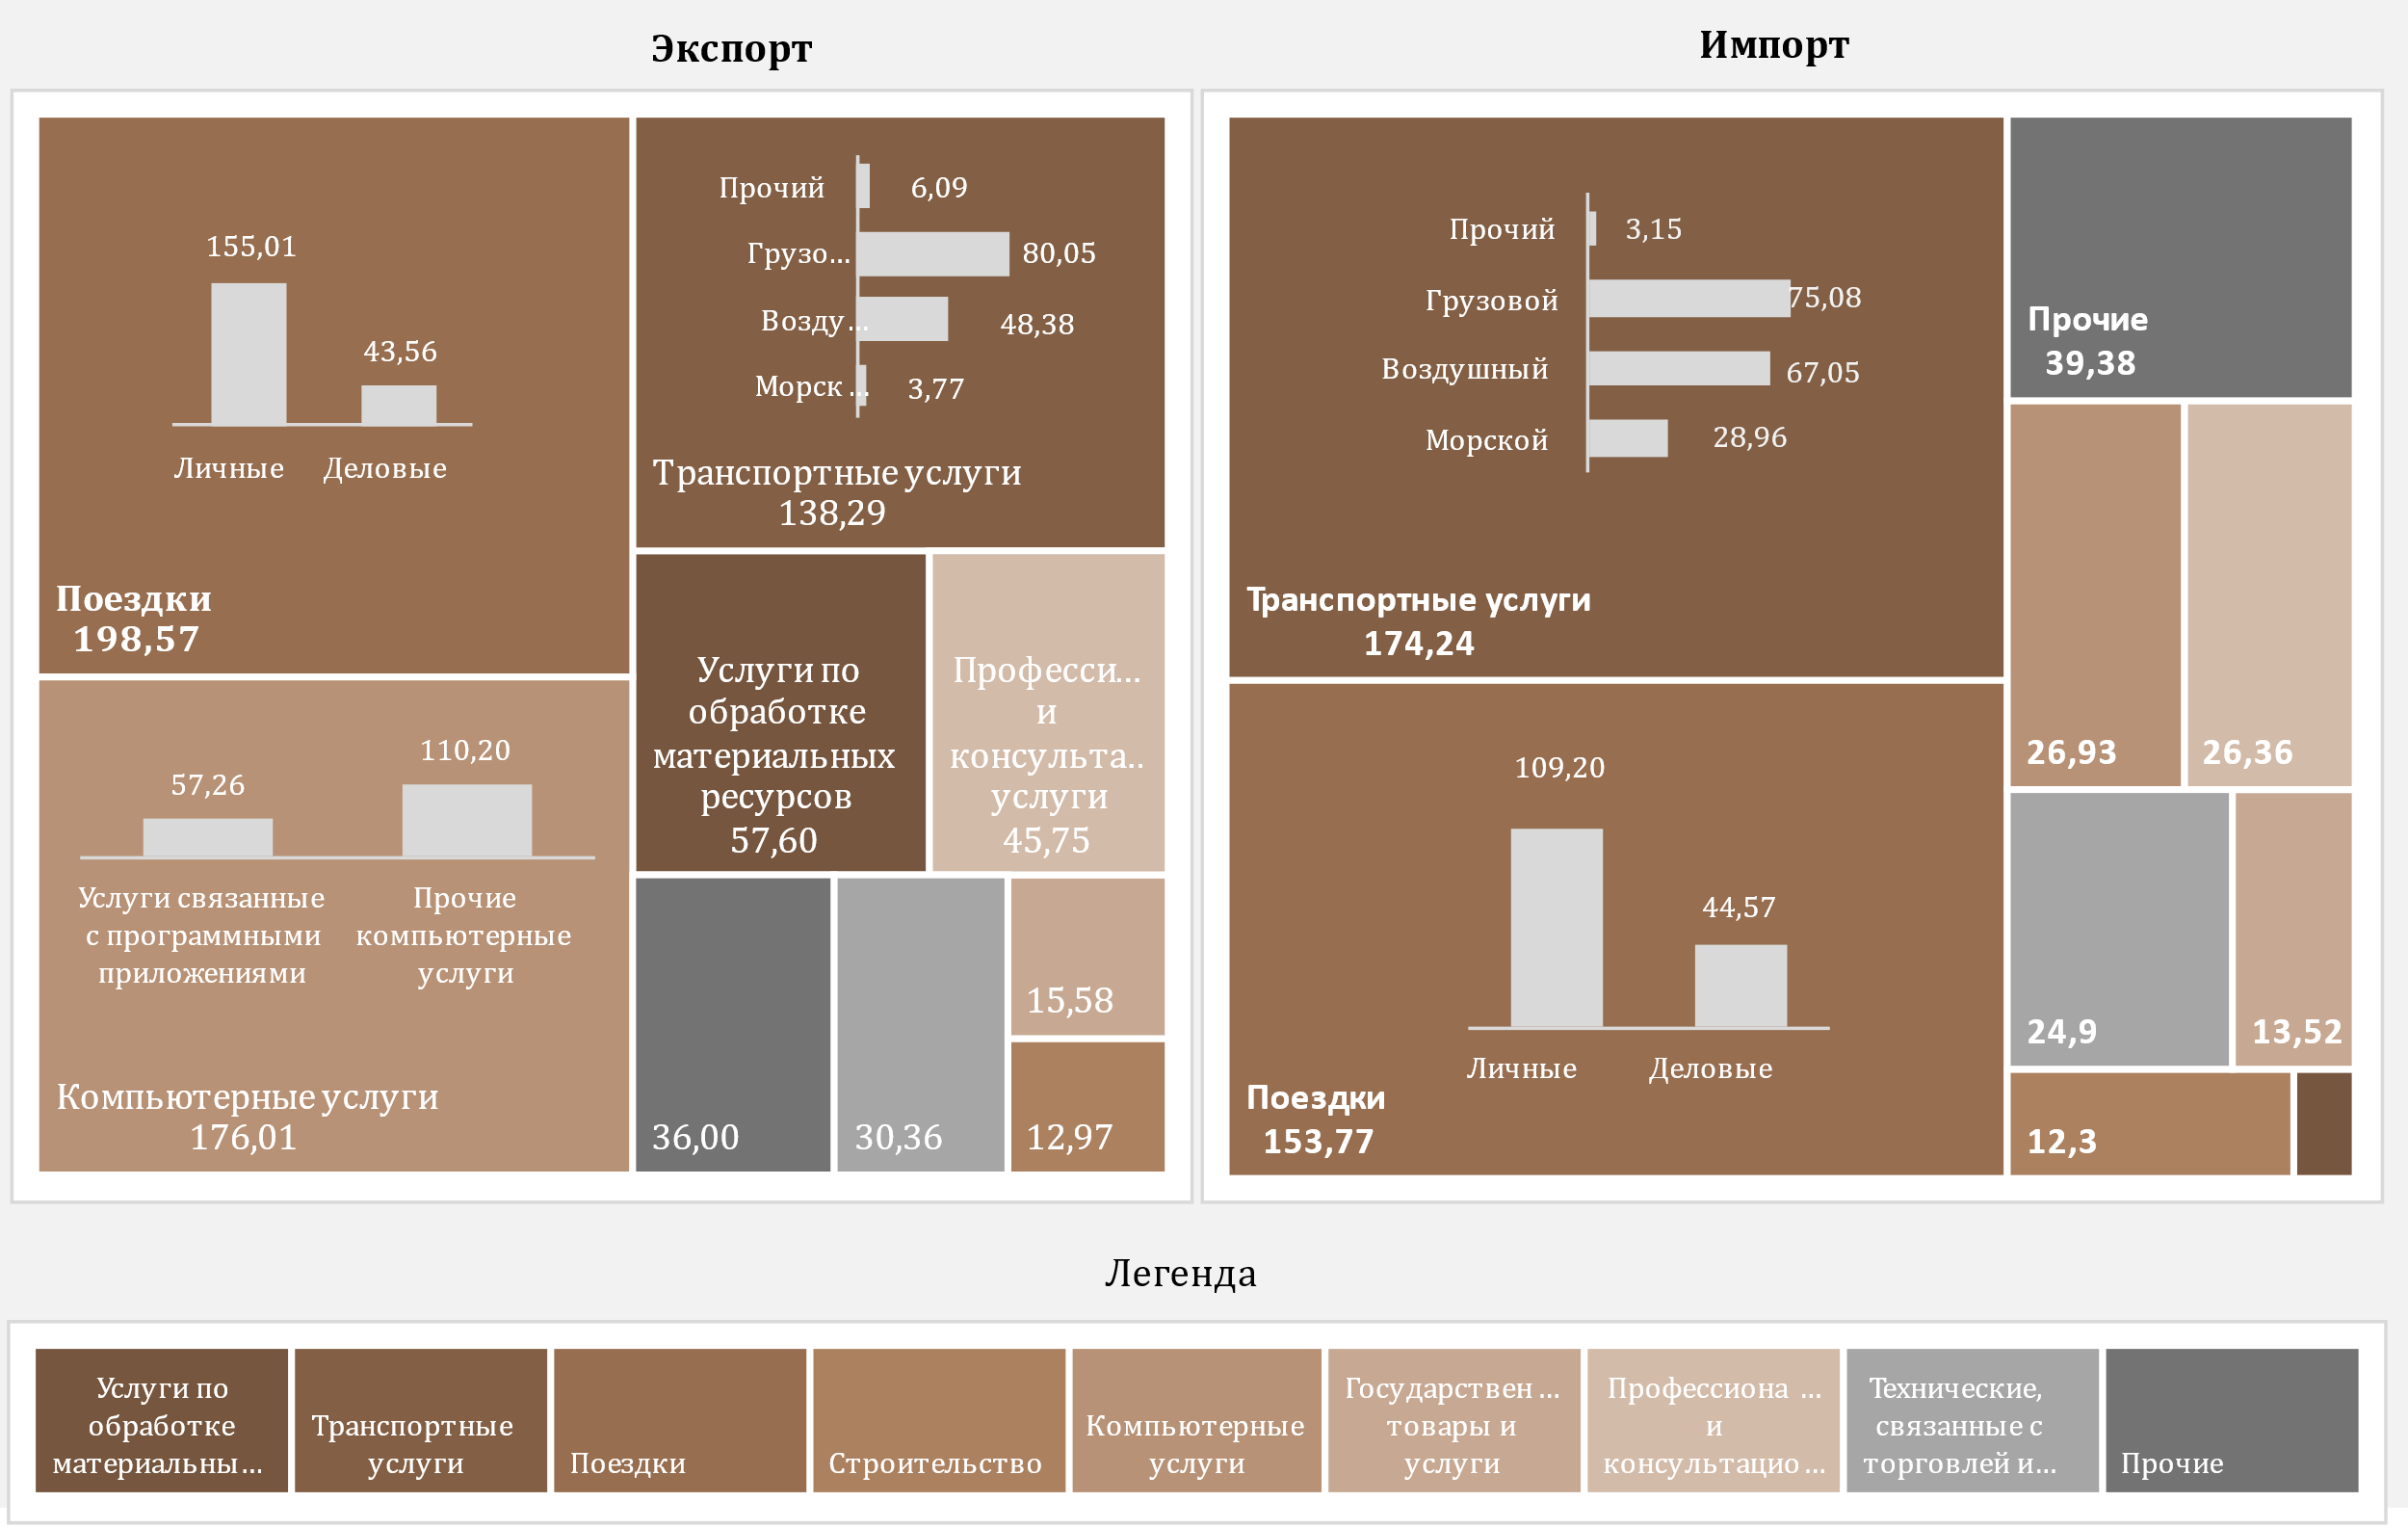 Экспорт
155,01
43,56
Личные
Деловые
Поездки
198,57
Прочий
6,09
Грузо...
80,05
Возду...
48,38
Морск ...
3,77
Транспортные услуги
138,29
57,26
110,20
Услуги связанные
с программными
приложениями
Прочие
компьютерные
услуги
Компьютерные услуги
176,01
Услуги по
обработке
материальных
ресурсов
57,60
Професси...
и
консульта..
услуги
45,75
36,00
30,36
15,58
12,97
Импорт
Прочий
3,15
Грузовой
75,08
Воздушный
67,05
Морской
28,96
Транспортные услуги
174,24
109,20
44,57
Личные
Деловые
Поездки
153,77
Прочие
39,38
26,93
26,36
24,9
13,52
12,3
Легенда
Услуги по
обработке
материальны...
Транспортные
услуги
Поездки
Строительство
Компьютерные
услуги
Государствен ...
товары и
услуги
Профессиона ...
и
консультацио ...
Технические,
связанные с
торговлей и...
Прочие